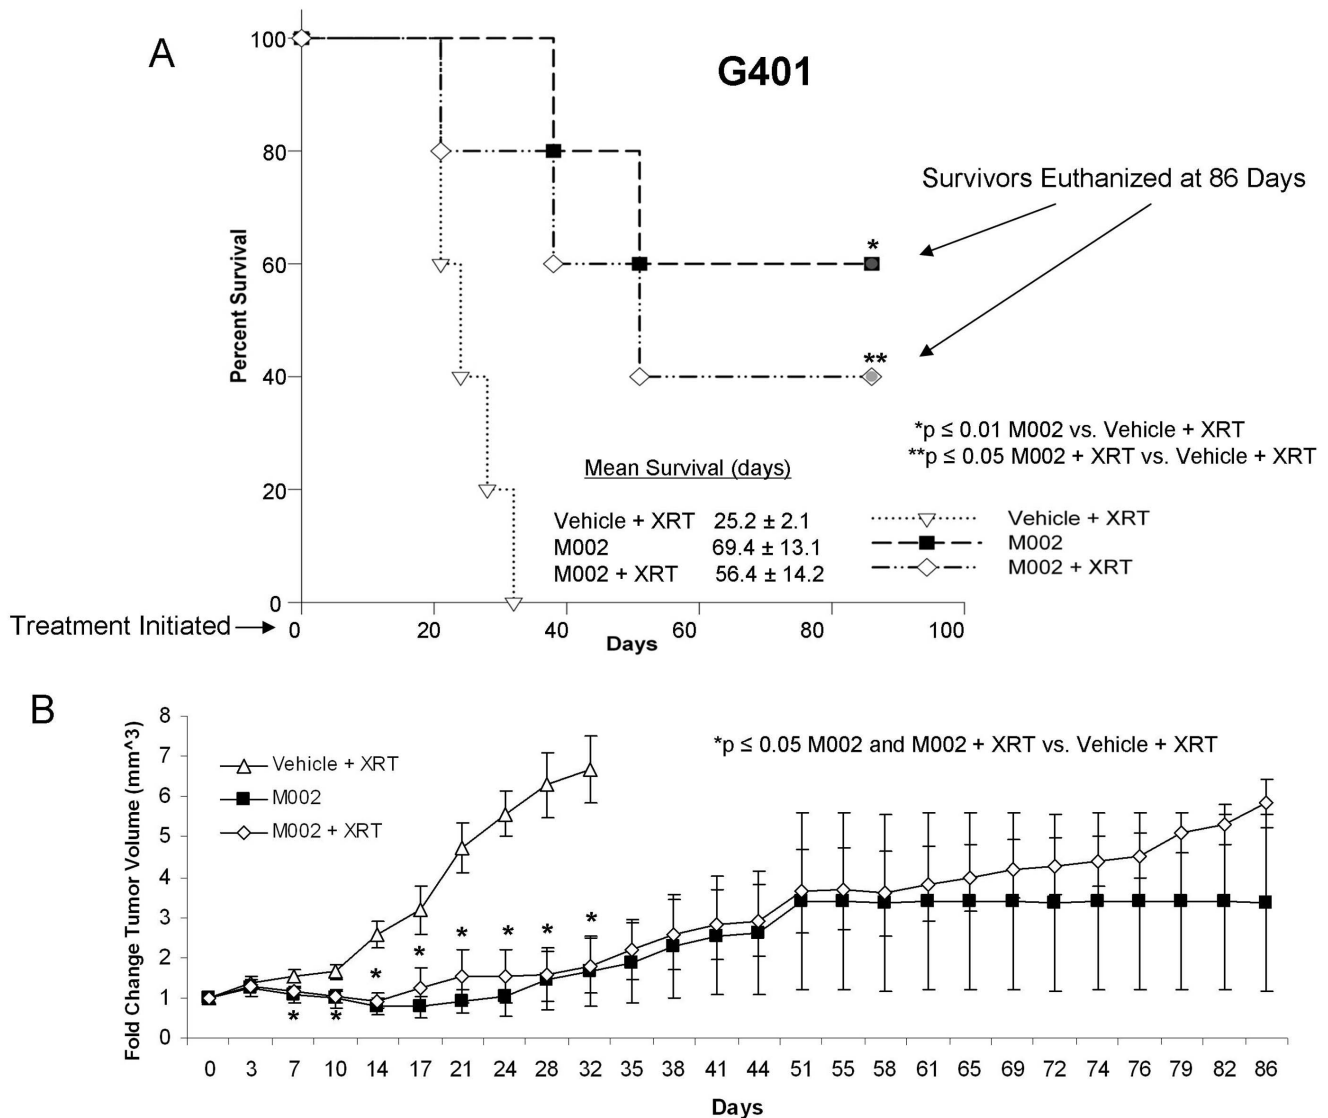 A
G401
100
80
60
40
20
0
Percent Survival
Survivors Euthanized at 86 Days
*
**
*p ≤ 0.01 M002 vs. Vehicle + XRT
**p ≤ 0.05 M002 + XRT vs. Vehicle + XRT
Mean Survival (days)
Vehicle + XRT 25.2 ± 2.1
M002 69.4 ± 13.1
M002 + XRT 56.4 ± 14.2
Vehicle + XRT
M002
M002 + XRT
Treatment Initiated
0 20 40 60 80 100
Days
B
Fold Change Tumor Volume (mm^3)
8
7
6
5
4
3
2
1
0
Vehicle + XRT
M002
M002 + XRT
*p ≤ 0.05 M002 and M002 + XRT vs. Vehicle + XRT
* * * * * * * *
0 3 7 10 14 17 21 24 28 32 35 38 41 44 51 55 58 61 65 69 72 74 76 79 82 86
Days